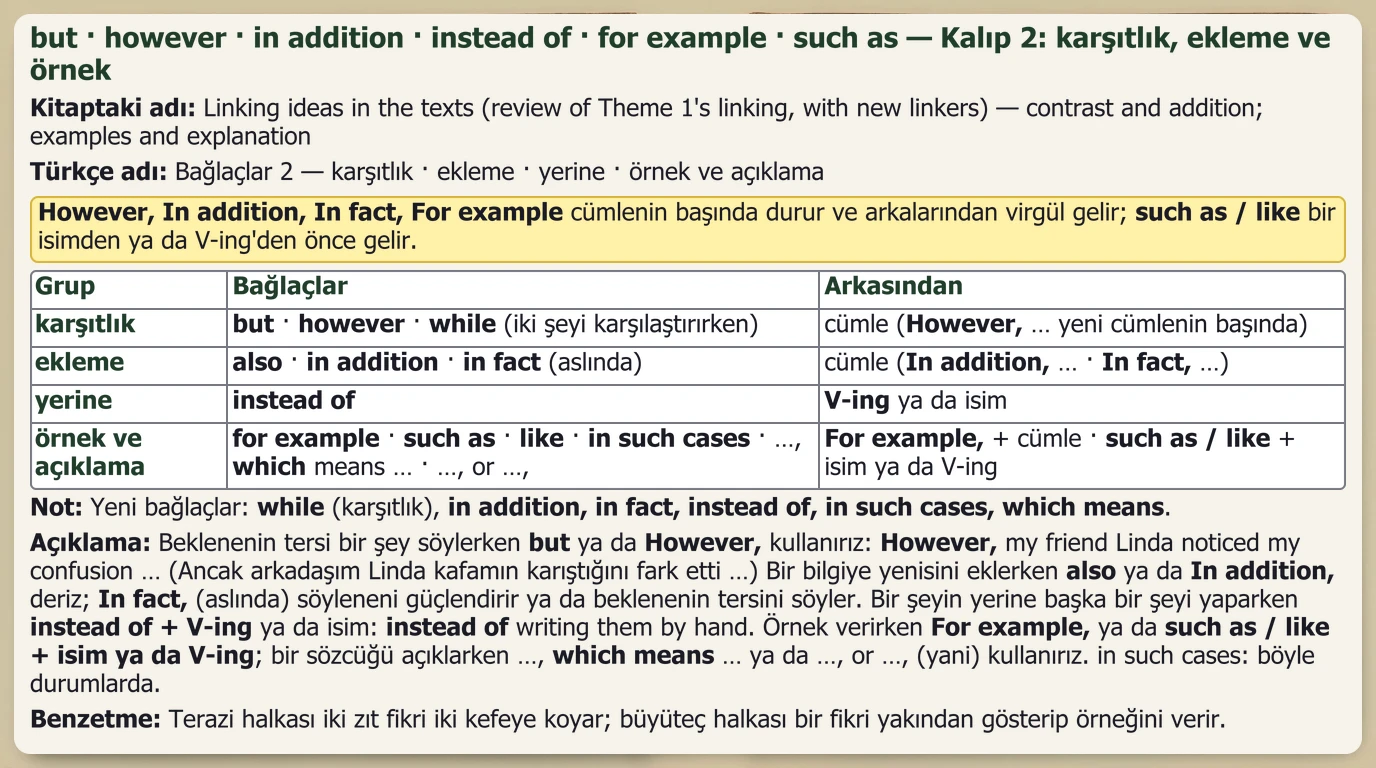 but · however · in addition · instead of · for example · such as — Kalıp 2: karşıtlık, ekleme ve
örnek
Kitaptaki adı: Linking ideas in the texts (review of Theme 1's linking, with new linkers) — contrast and addition;
examples and explanation
Türkçe adı: Bağlaçlar 2 — karşıtlık · ekleme · yerine · örnek ve açıklama
However, In addition, In fact, For example cümlenin başında durur ve arkalarından virgül gelir; such as / like bir
isimden ya da V-ing'den önce gelir.
Grup Bağlaçlar Arkasından
karşıtlık but · however · while (iki şeyi karşılaştırırken) cümle (However, … yeni cümlenin başında)
ekleme also · in addition · in fact (aslında) cümle (In addition, … · In fact, …)
yerine instead of V-ing ya da isim
örnek ve for example · such as · like · in such cases · …, For example, + cümle · such as / like +
açıklama which means … · …, or …, isim ya da V-ing
Not: Yeni bağlaçlar: while (karşıtlık), in addition, in fact, instead of, in such cases, which means.
Açıklama: Beklenenin tersi bir şey söylerken but ya da However, kullanırız: However, my friend Linda noticed my
confusion … (Ancak arkadaşım Linda kafamın karıştığını fark etti …) Bir bilgiye yenisini eklerken also ya da In addition,
deriz; In fact, (aslında) söyleneni güçlendirir ya da beklenenin tersini söyler. Bir şeyin yerine başka bir şeyi yaparken
instead of + V-ing ya da isim: instead of writing them by hand. Örnek verirken For example, ya da such as / like
+ isim ya da V-ing; bir sözcüğü açıklarken …, which means … ya da …, or …, (yani) kullanırız. in such cases: böyle
durumlarda.
Benzetme: Terazi halkası iki zıt fikri iki kefeye koyar; büyüteç halkası bir fikri yakından gösterip örneğini verir.